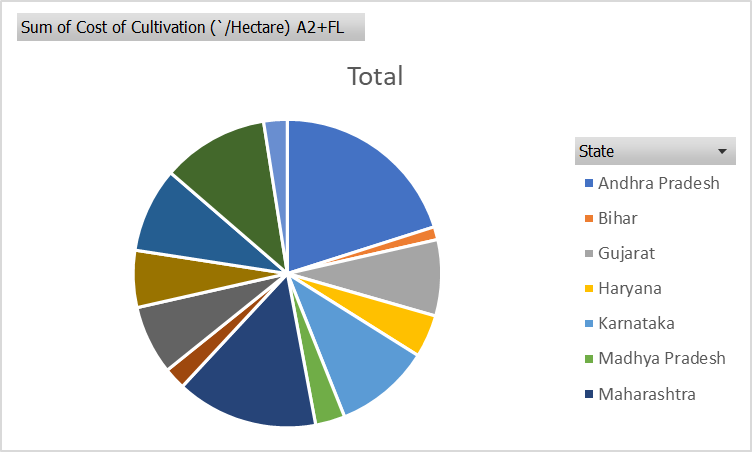 Sum of Cost of Cultivation (`/Hectare) A2+FL
Total
State
Andhra Pradesh
Bihar
Gujarat
Haryana
Karnataka
Madhya Pradesh
Maharashtra